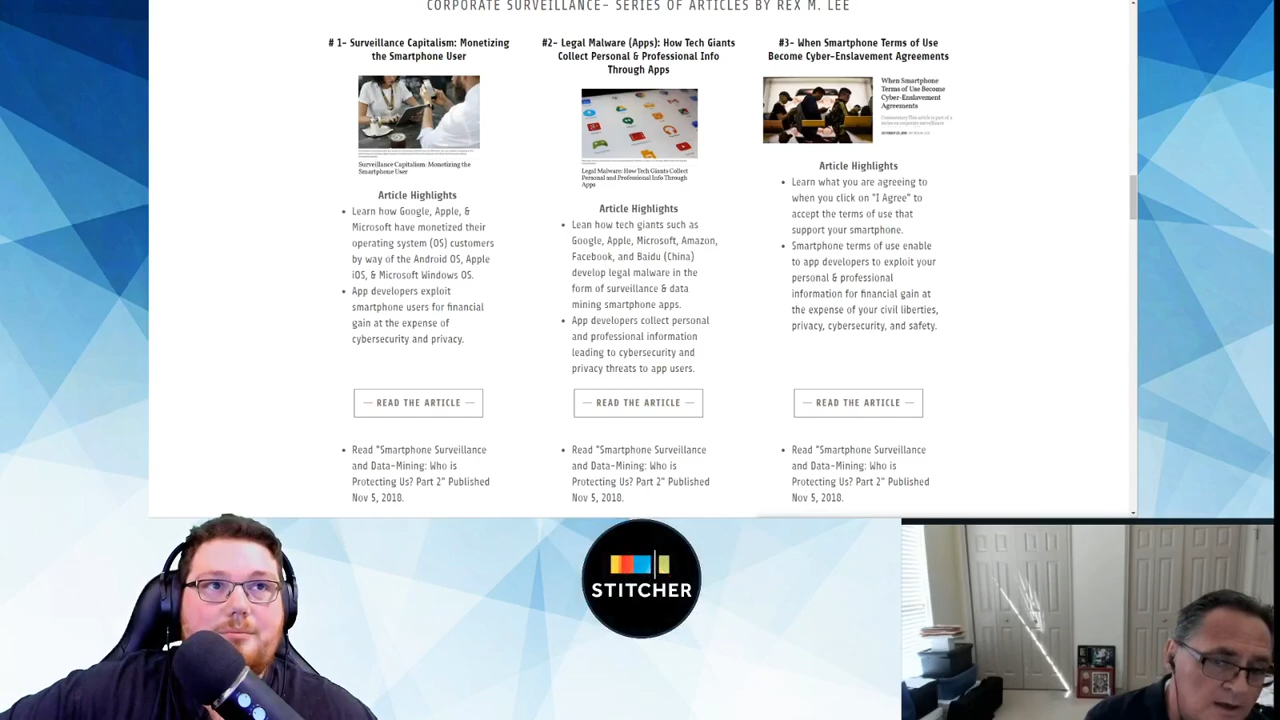 CORPORATE SURVEILLANCE- SERIES OF ARTICLES BY REX M. LEE
# 1- Surveillance Capitalism: Monetizing
the Smartphone User
Surveillance Capitalism: Monetizing the
Smartphone User
Article Highlights
Learn how Google, Apple, &
Microsoft have monetized their
operating system (OS) customers
by way of the Android OS, Apple
iOS, & Microsoft Windows OS.
App developers exploit
smartphone users for financial
gain at the expense of
cybersecurity and privacy.
READ THE ARTICLE
Read "Smartphone Surveillance
and Data-Mining: Who is
Protecting Us? Part 2" Published
Nov 5, 2018.
#2- Legal Malware (Apps): How Tech Giants
Collect Personal & Professional Info
Through Apps
Legal Malware: How Tech Giants Collect
Personal and Professional Info Through
Apps
Article Highlights
Lean how tech giants such as
Google, Apple, Microsoft, Amazon,
Facebook, and Baidu (China)
develop legal malware in the
form of surveillance & data
mining smartphone apps.
App developers collect personal
and professional information
leading to cybersecurity and
privacy threats to app users.
READ THE ARTICLE
Read "Smartphone Surveillance
and Data-Mining: Who is
Protecting Us? Part 2" Published
Nov 5, 2018.
#3- When Smartphone Terms of Use
Become Cyber-Enslavement Agreements
When Smartphone
Terms of Use Become
Cyber-Enslavement
Agreements
Article Highlights
Learn what you are agreeing to
when you click on "I Agree" to
accept the terms of use that
support your smartphone.
Smartphone terms of use enable
to app developers to exploit your
personal & professional
information for financial gain at
the expense of your civil liberties,
privacy, cybersecurity, and safety.
READ THE ARTICLE
Read "Smartphone Surveillance
and Data-Mining: Who is
Protecting Us? Part 2" Published
Nov 5, 2018.
STITCHER